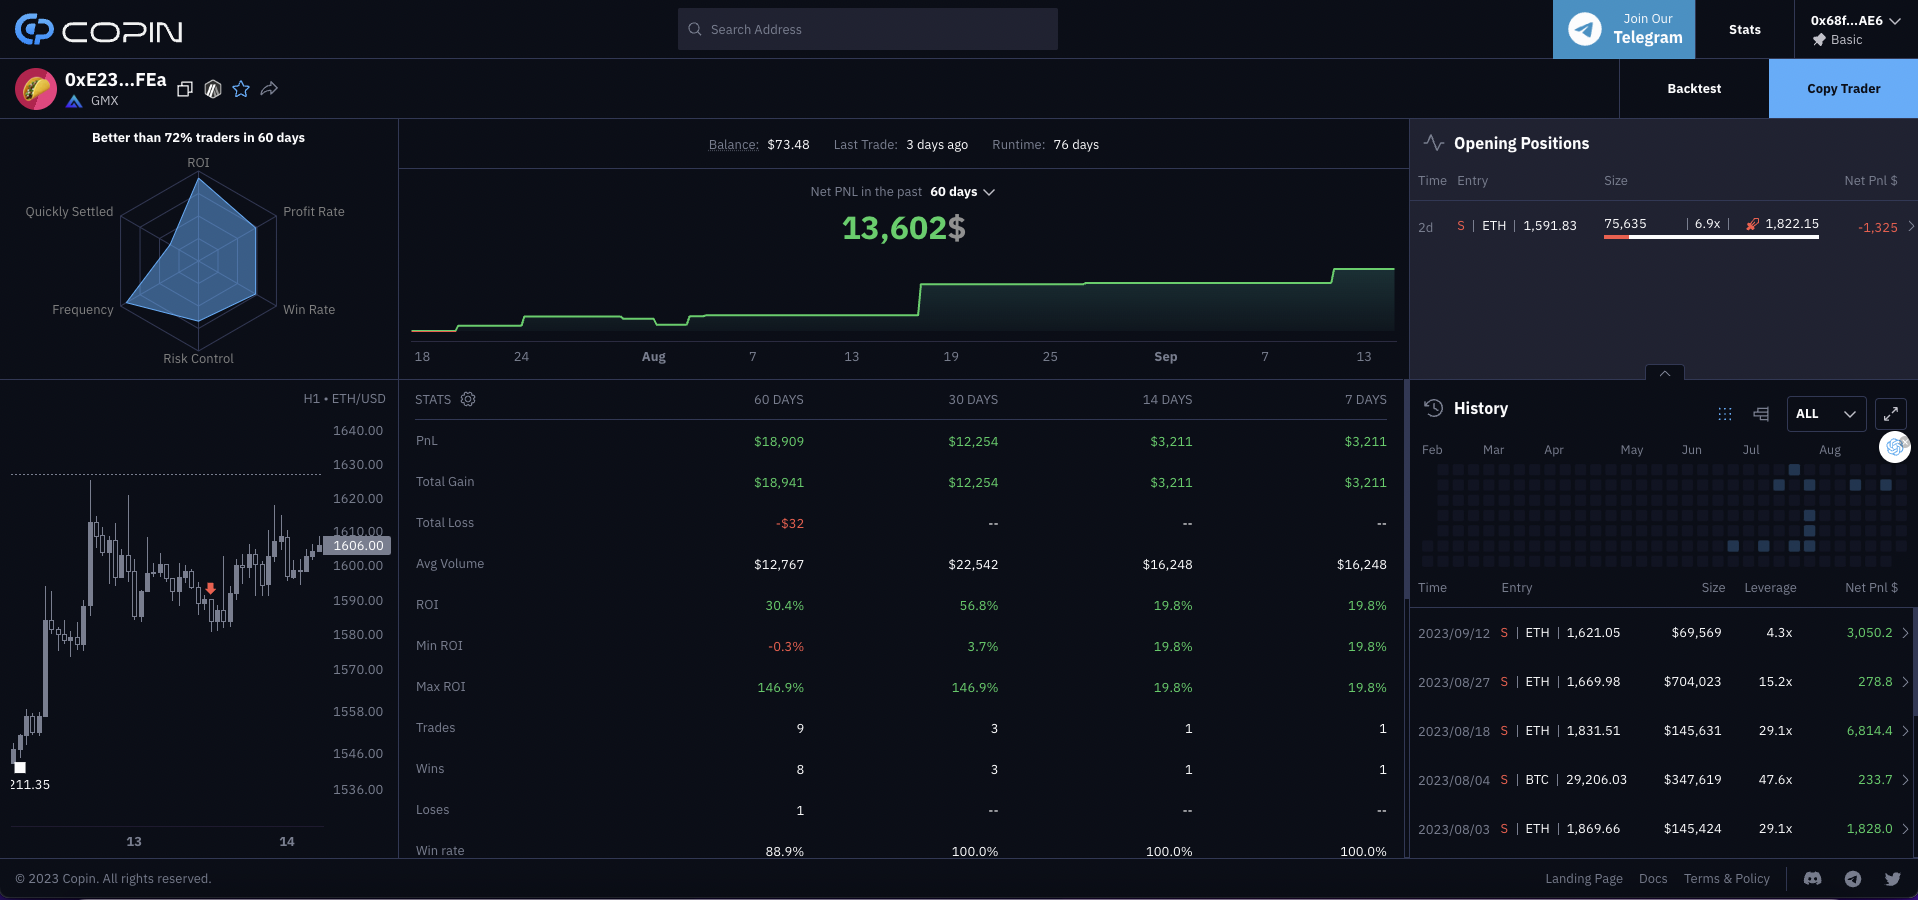 COPIN
Search Address
Join Our
Telegram
Stats
0x68f...AE6
Basic
0xE23...FEa
GMX
Backtest
Copy Trader
Better than 72% traders in 60 days
ROI
Quickly Settled
Profit Rate
Frequency
Win Rate
Risk Control
Balance: $73.48 Last Trade: 3 days ago Runtime: 76 days
Net PNL in the past 60 days
13,602$
18 24 Aug 7 13 19 25 Sep 7 13
Opening Positions
Time Entry Size Net Pnl $
2d S | ETH | 1,591.83 75,635 | 6.9x | 1,822.15 -1,325
H1 • ETH/USD
1640.00
1630.00
1620.00
1610.00
1606.00
1600.00
1590.00
1580.00
1570.00
1558.00
1546.00
1536.00
211.35
13 14
STATS 60 DAYS 30 DAYS 14 DAYS 7 DAYS
PnL $18,909 $12,254 $3,211 $3,211
Total Gain $18,941 $12,254 $3,211 $3,211
Total Loss -$32 -- -- --
Avg Volume $12,767 $22,542 $16,248 $16,248
ROI 30.4% 56.8% 19.8% 19.8%
Min ROI -0.3% 3.7% 19.8% 19.8%
Max ROI 146.9% 146.9% 19.8% 19.8%
Trades 9 3 1 1
Wins 8 3 1 1
Loses 1 -- -- --
Win rate 88.9% 100.0% 100.0% 100.0%
History
ALL
Feb Mar Apr May Jun Jul Aug
Time Entry Size Leverage Net Pnl $
2023/09/12 S | ETH | 1,621.05 $69,569 4.3x 3,050.2
2023/08/27 S | ETH | 1,669.98 $704,023 15.2x 278.8
2023/08/18 S | ETH | 1,831.51 $145,631 29.1x 6,814.4
2023/08/04 S | BTC | 29,206.03 $347,619 47.6x 233.7
2023/08/03 S | ETH | 1,869.66 $145,424 29.1x 1,828.0
© 2023 Copin. All rights reserved.
Landing Page Docs Terms & Policy